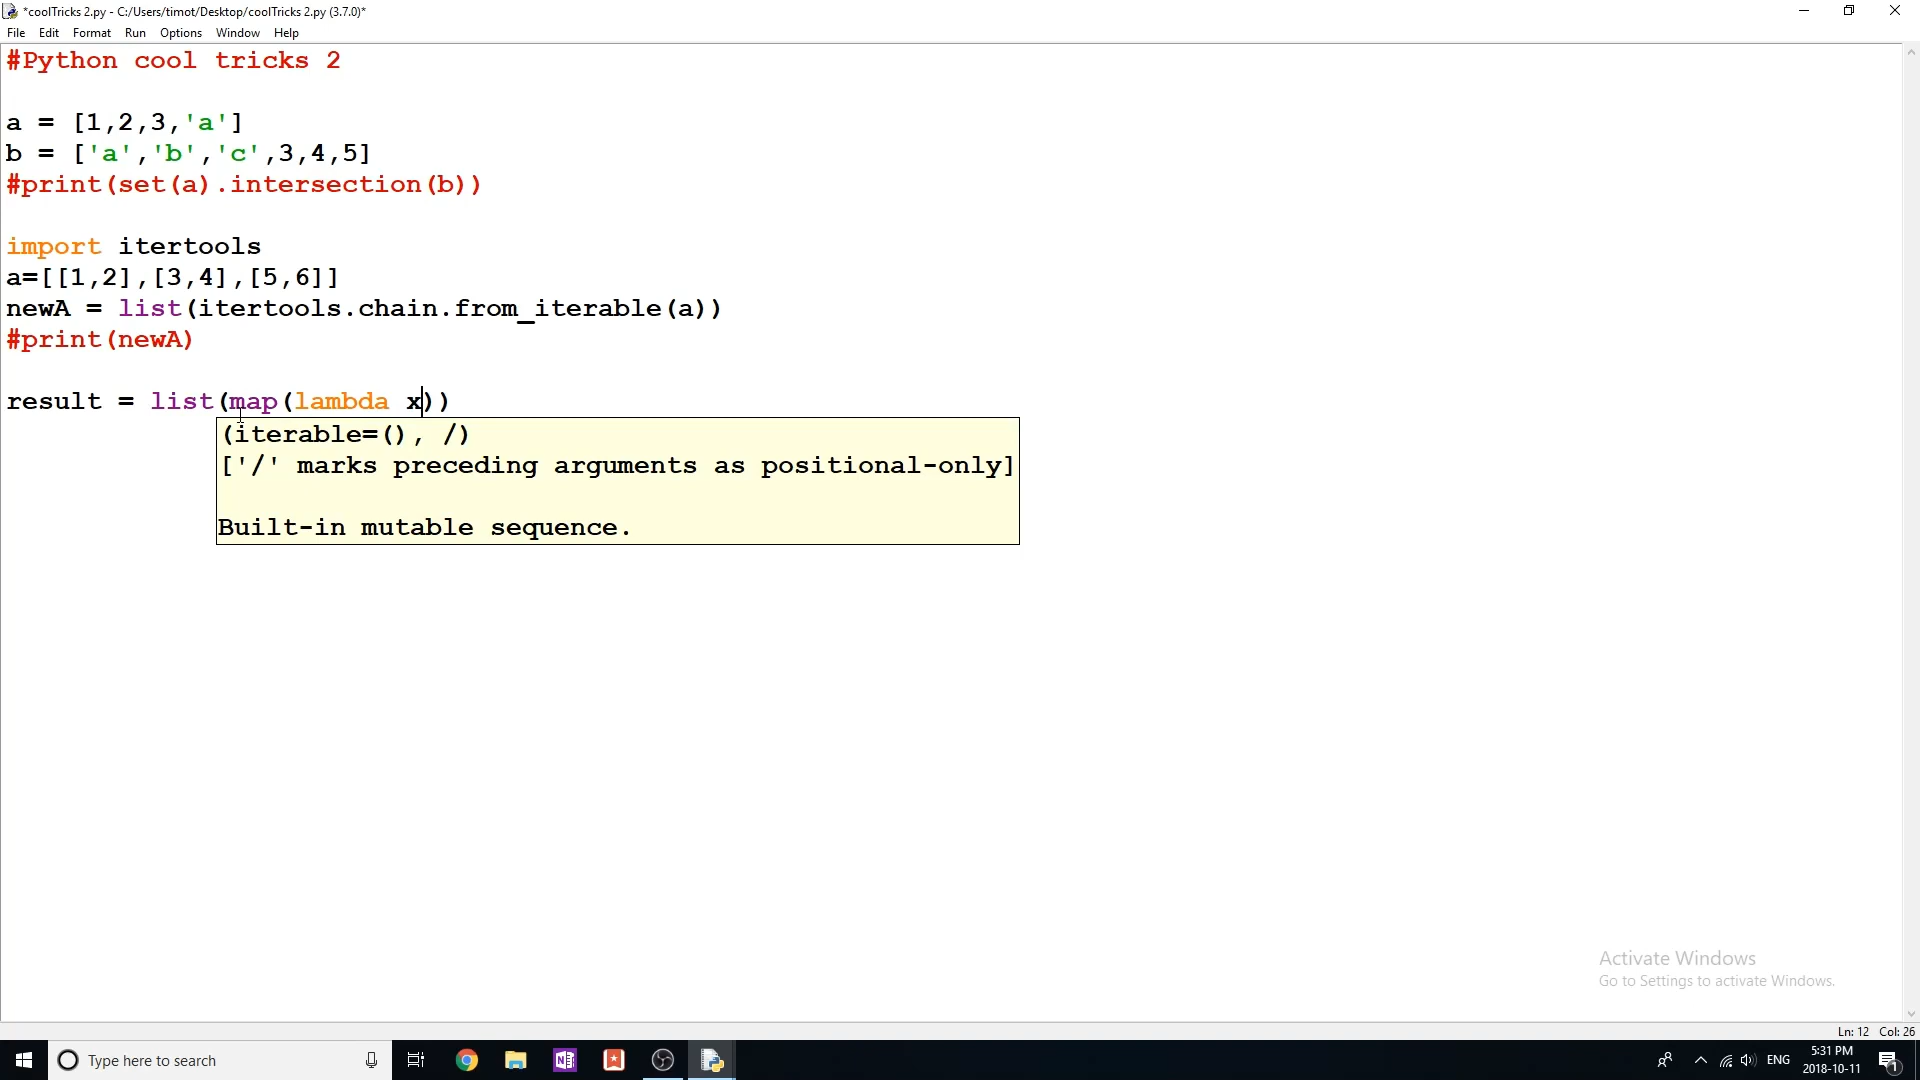 *coolTricks 2.py - C:/Users/timot/Desktop/coolTricks 2.py (3.7.0)*
File Edit Format Run Options Window Help
#Python cool tricks 2
a = [1,2,3,'a']
b = ['a','b','c',3,4,5]
#print(set(a).intersection(b))
import itertools
a=[[1,2],[3,4],[5,6]]
newA = list(itertools.chain.from_iterable(a))
#print(newA)
result = list(map(lambda x))
(iterable=(), /)
['/' marks preceding arguments as positional-only]
Built-in mutable sequence.
Activate Windows
Go to Settings to activate Windows.
Ln: 12 Col: 26
Type here to search
ENG
5:31 PM
2018-10-11
1